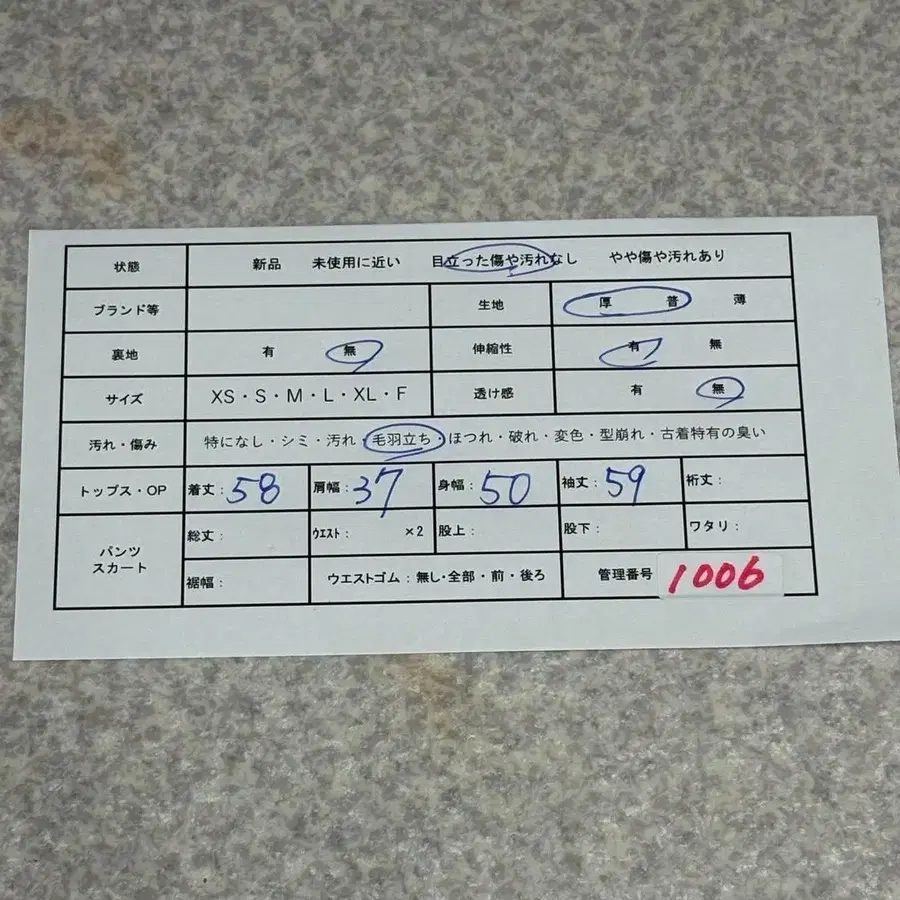 状態 新品 未使用に近い 目立った傷や汚れなし やや傷や汚れあり
ブランド等 生地 厚 普 薄
裏地 有 無 伸縮性 有 無
サイズ XS・S・M・L・XL・F 透け感 有 無
汚れ・傷み 特になし・シミ・汚れ・毛羽立ち・ほつれ・破れ・変色・型崩れ・古着特有の臭い
トップス・OP 着丈：58 肩幅：37 身幅：50 袖丈：59 裄丈：
パンツ
スカート
総丈： ウエスト： ×2 股上： 股下： ワタリ：
裾幅： ウエストゴム：無し・全部・前・後ろ 管理番号 1006